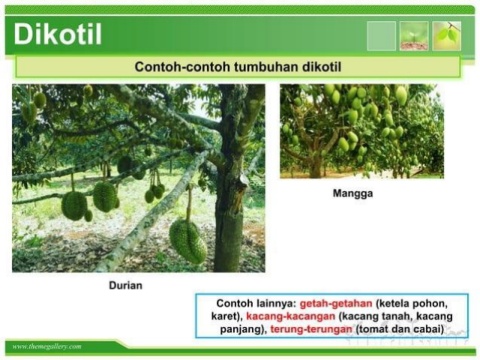 Dikotil
Contoh-contoh tumbuhan dikotil
Mangga
Durian
Contoh lainnya: getah-getahan (ketela pohon,
karet), kacang-kacangan (kacang tanah, kacang
panjang), terung-terungan (tomat dan cabai)
www.themegallery.com